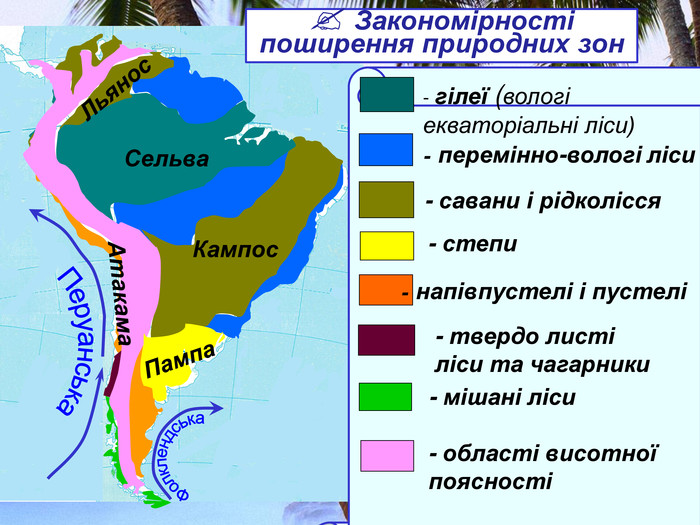 Закономірності
поширення природних зон
- гілеї (вологі
екваторіальні ліси)
- перемінно-вологі ліси
- савани і рідколісся
- степи
- напівпустелі і пустелі
- твердо листі
ліси та чагарники
- мішані ліси
- області висотної
поясності
Льянос
Сельва
Кампос
Атакама
Перуанська
Пампа
Фолклендська